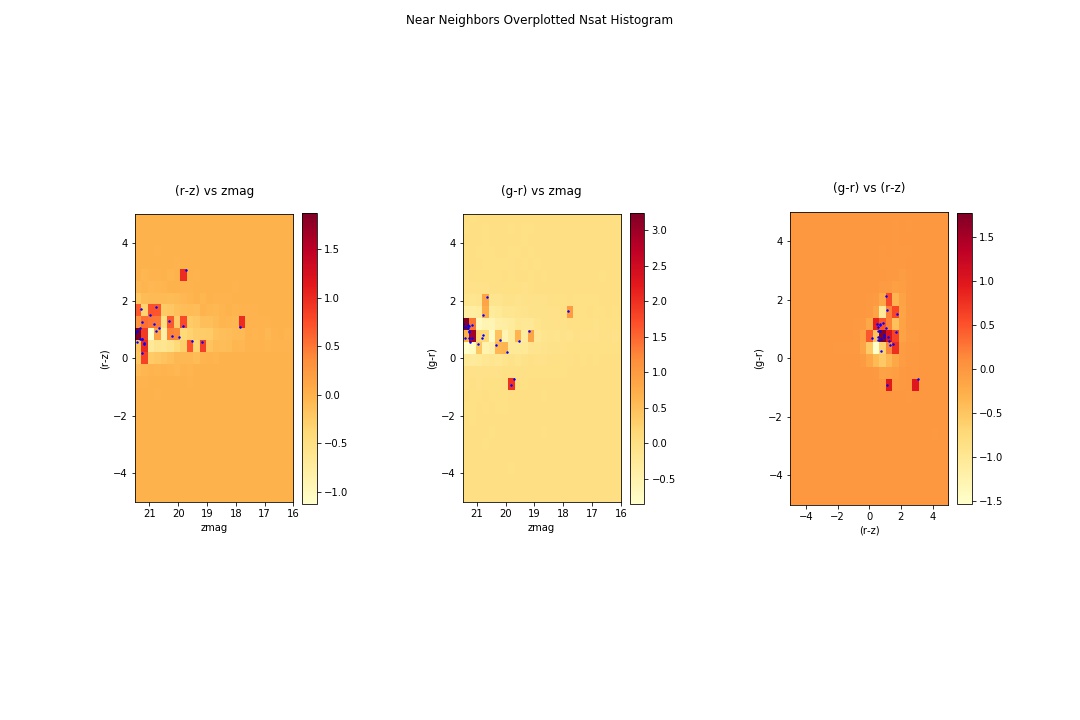 Near Neighbors Overplotted Nsat Histogram
(r-z) vs zmag
4
2
0
−2
−4
(r-z)
21 20 19 18 17 16
zmag
1.5
1.0
0.5
0.0
−0.5
−1.0
(g-r) vs zmag
4
2
0
−2
−4
(g-r)
21 20 19 18 17 16
zmag
3.0
2.5
2.0
1.5
1.0
0.5
0.0
−0.5
(g-r) vs (r-z)
4
2
0
−2
−4
(g-r)
−4 −2 0 2 4
(r-z)
1.5
1.0
0.5
0.0
−0.5
−1.0
−1.5